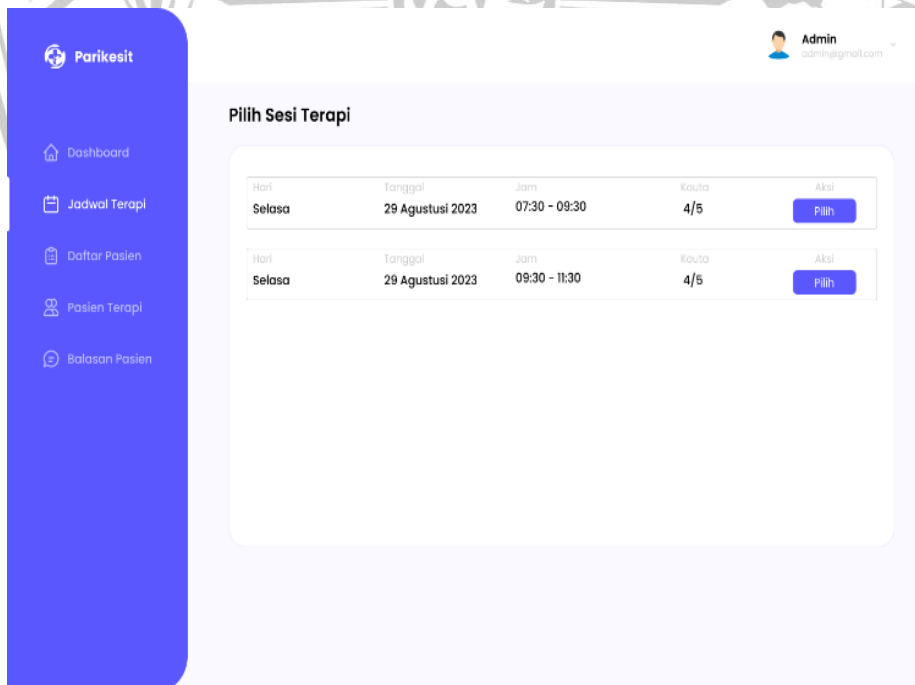 Parikesit
Admin
admin@gmail.com
Pilih Sesi Terapi
Dashboard
Jadwal Terapi
Daftar Pasien
Pasien Terapi
Balasan Pasien
Hari Tanggal Jam Kouta Aksi
Selasa 29 Agustusi 2023 07:30 - 09:30 4/5 Pilih
Hari Tanggal Jam Kouta Aksi
Selasa 29 Agustusi 2023 09:30 - 11:30 4/5 Pilih